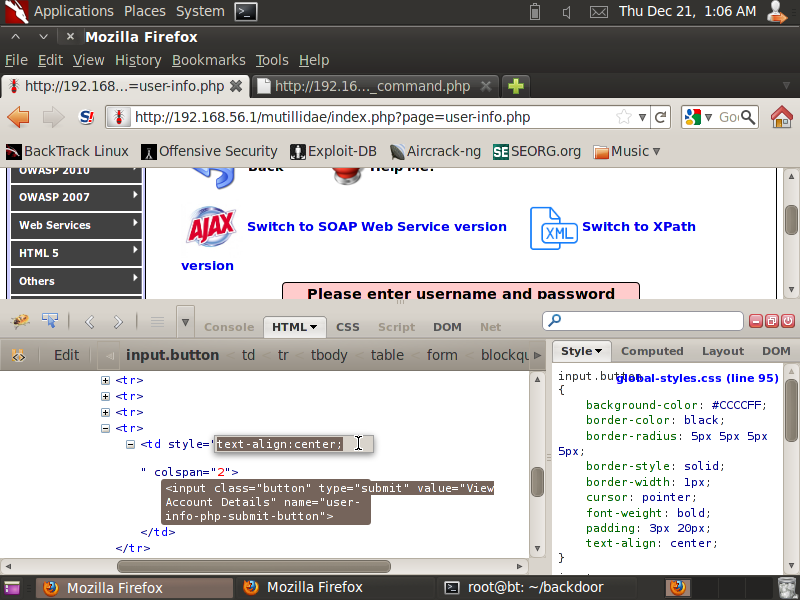 Applications Places System Thu Dec 21, 1:06 AM
Mozilla Firefox
File Edit View History Bookmarks Tools Help
http://192.168...=user-info.php http://192.16..._command.php
http://192.168.56.1/mutillidae/index.php?page=user-info.php Go
BackTrack Linux Offensive Security Exploit-DB Aircrack-ng SEORG.org Music
OWASP 2010 Back Help Me!
OWASP 2007
Web Services AJAX Switch to SOAP Web Service version XML Switch to XPath
HTML 5
version
Others
Please enter username and password
Console HTML CSS Script DOM Net
Edit input.button < td < tr < tbody < table < form < blockqu
Style Computed Layout DOM
<tr>
<tr>
<tr>
<tr>
<td style="text-align:center;
" colspan="2">
<input class="button" type="submit" value="View
Account Details" name="user-
info-php-submit-button">
</td>
</tr>
input.button global-styles.css (line 95)
{
background-color: #CCCCFF;
border-color: black;
border-radius: 5px 5px 5px
5px;
border-style: solid;
border-width: 1px;
cursor: pointer;
font-weight: bold;
padding: 3px 20px;
text-align: center;
}
Mozilla Firefox Mozilla Firefox root@bt: ~/backdoor